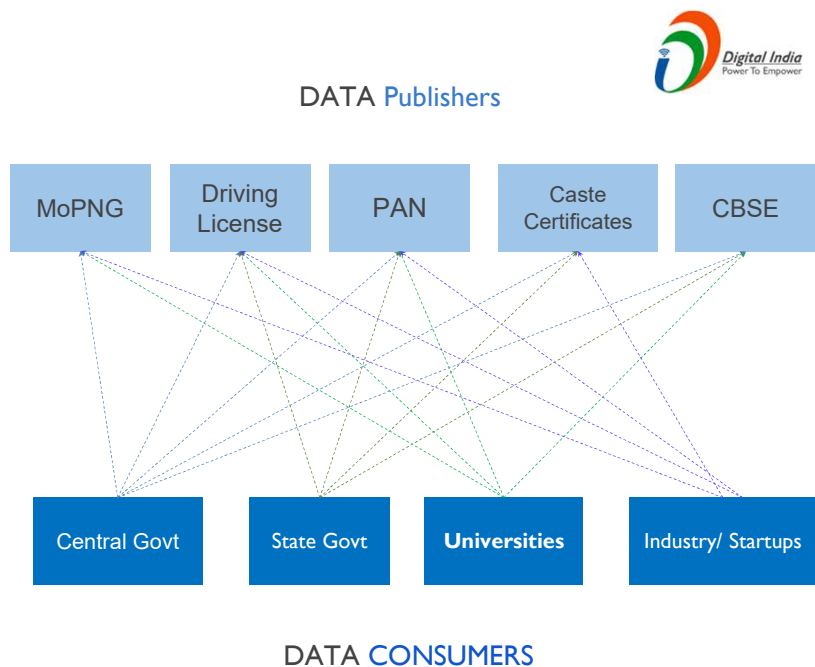 Digital India
Power To Empower
DATA Publishers
MoPNG
Driving
License
PAN
Caste
Certificates
CBSE
Central Govt
State Govt
Universities
Industry/ Startups
DATA CONSUMERS